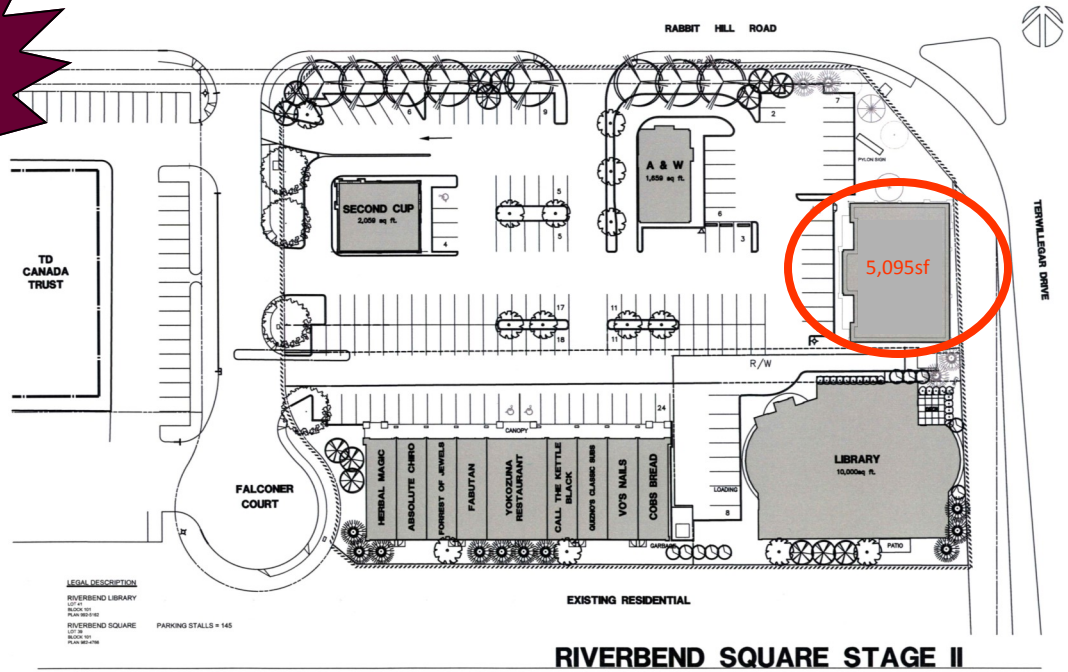 RABBIT HILL ROAD
6
9
2
7
PYLON SIGN
A & W
1,659 sq ft.
SECOND CUP
2,059 sq ft.
4
5
5
6
3
TERWILLEGAR DRIVE
TD
CANADA
TRUST
5,095sf
17
18
11
11
R/W
24
CANOPY
HERBAL MAGIC
ABSOLUTE CHIRO
FORREST OF JEWELS
FABUTAN
YOKOZUNA
RESTAURANT
CALL THE KETTLE
BLACK
QUIZNO'S CLASSIC SUBS
VO'S NAILS
COBS BREAD
LOADING
8
GARBAGE
LIBRARY
10,000sq ft.
PATIO
FALCONER
COURT
EXISTING RESIDENTIAL
LEGAL DESCRIPTION
RIVERBEND LIBRARY
LOT 41
BLOCK 101
RIVERBEND SQUARE PARKING STALLS = 145
LOT 39
BLOCK 101
RIVERBEND SQUARE STAGE II